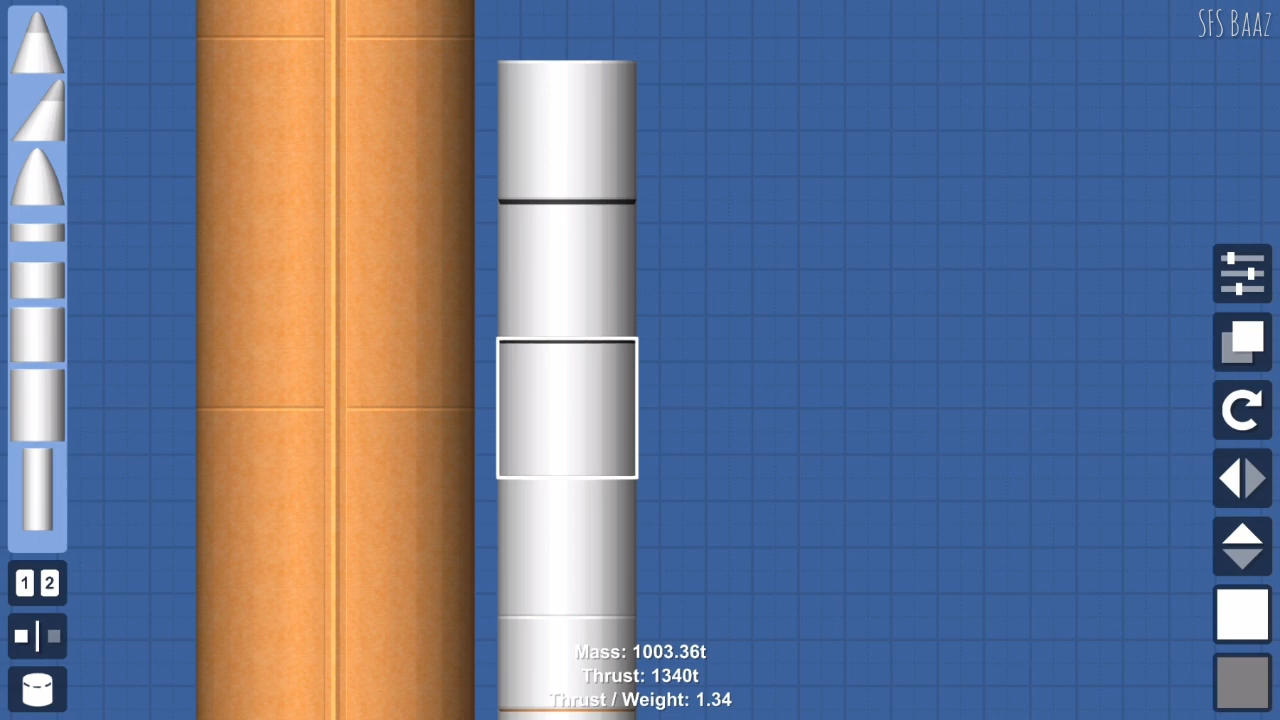 SFS BAAZ
1 2
Mass: 1003.36t
Thrust: 1340t
Thrust / Weight: 1.34